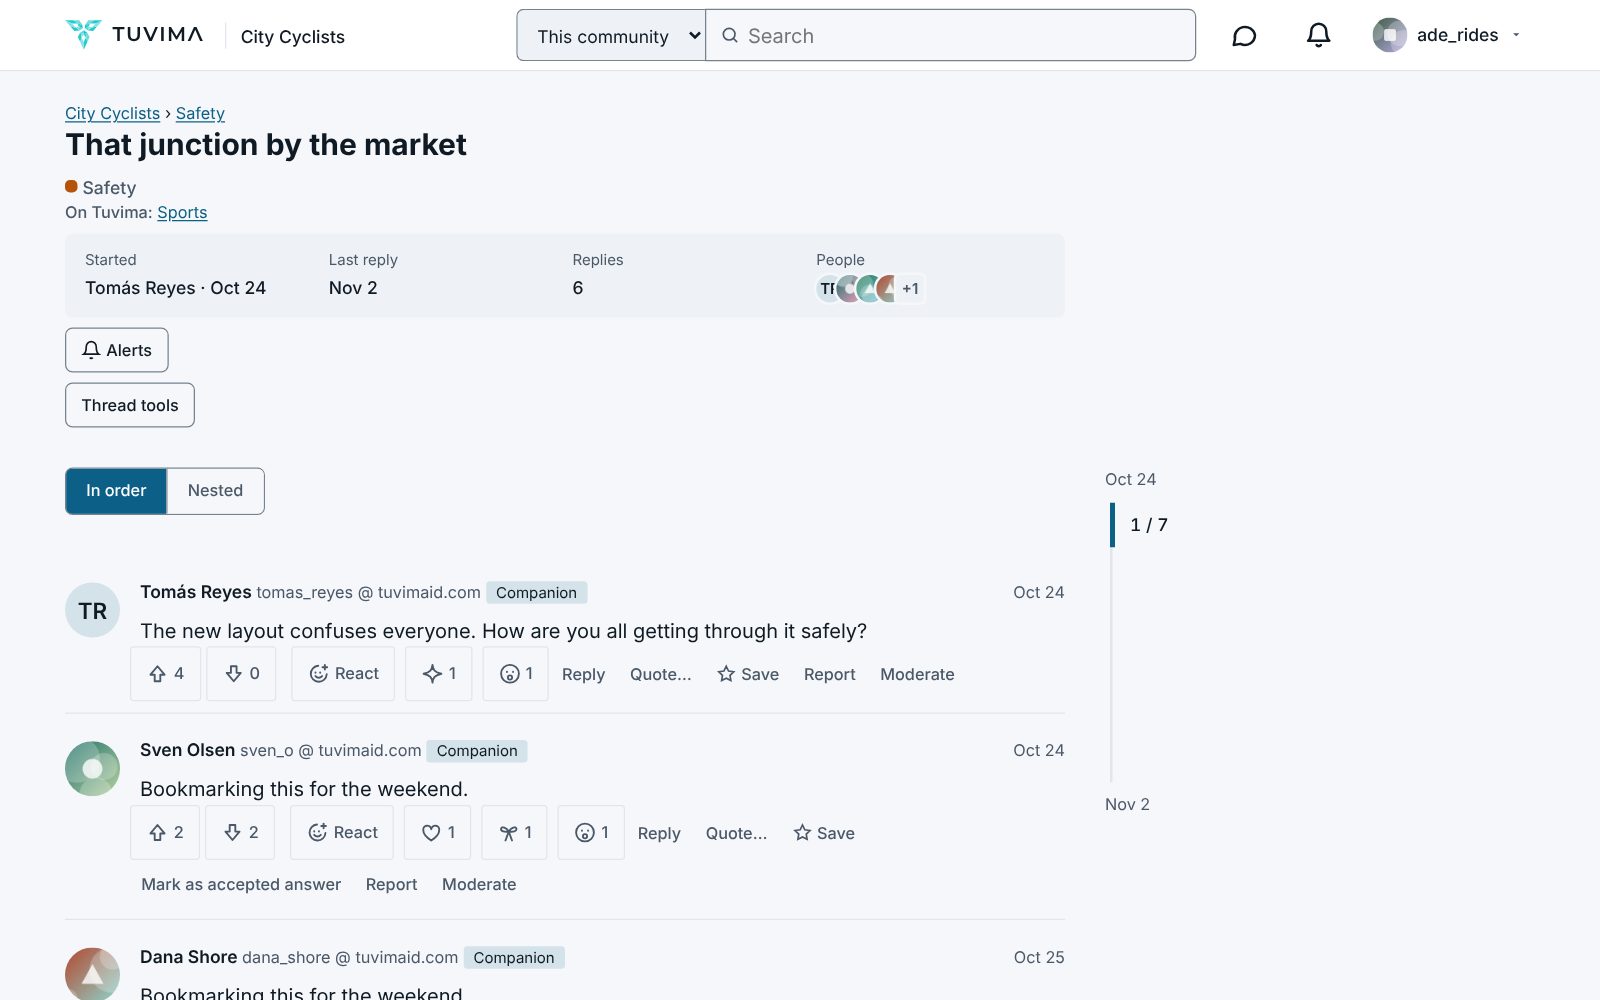 TUVIMA City Cyclists This community Search ade_rides
City Cyclists › Safety
That junction by the market
Safety
On Tuvima: Sports
Started Last reply Replies People
Tomás Reyes · Oct 24 Nov 2 6 TR +1
Alerts
Thread tools
In order Nested
Oct 24
1 / 7
Nov 2
Tomás Reyes tomas_reyes @ tuvimaid.com Companion Oct 24
The new layout confuses everyone. How are you all getting through it safely?
4 0 React 1 1 Reply Quote... Save Report Moderate
Sven Olsen sven_o @ tuvimaid.com Companion Oct 24
Bookmarking this for the weekend.
2 2 React 1 1 1 Reply Quote... Save
Mark as accepted answer Report Moderate
Dana Shore dana_shore @ tuvimaid.com Companion Oct 25
Bookmarking this for the weekend.